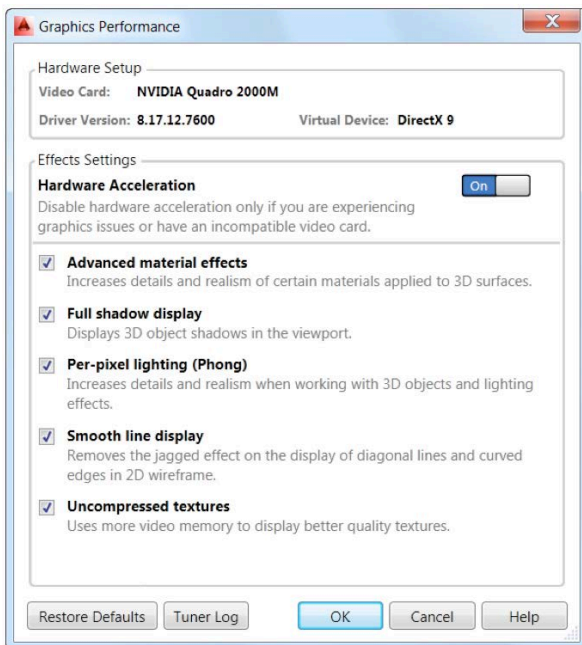 Graphics Performance
Hardware Setup
Video Card: NVIDIA Quadro 2000M
Driver Version: 8.17.12.7600 Virtual Device: DirectX 9
Effects Settings
Hardware Acceleration On
Disable hardware acceleration only if you are experiencing
graphics issues or have an incompatible video card.
Advanced material effects
Increases details and realism of certain materials applied to 3D surfaces.
Full shadow display
Displays 3D object shadows in the viewport.
Per-pixel lighting (Phong)
Increases details and realism when working with 3D objects and lighting
effects.
Smooth line display
Removes the jagged effect on the display of diagonal lines and curved
edges in 2D wireframe.
Uncompressed textures
Uses more video memory to display better quality textures.
Restore Defaults Tuner Log OK Cancel Help